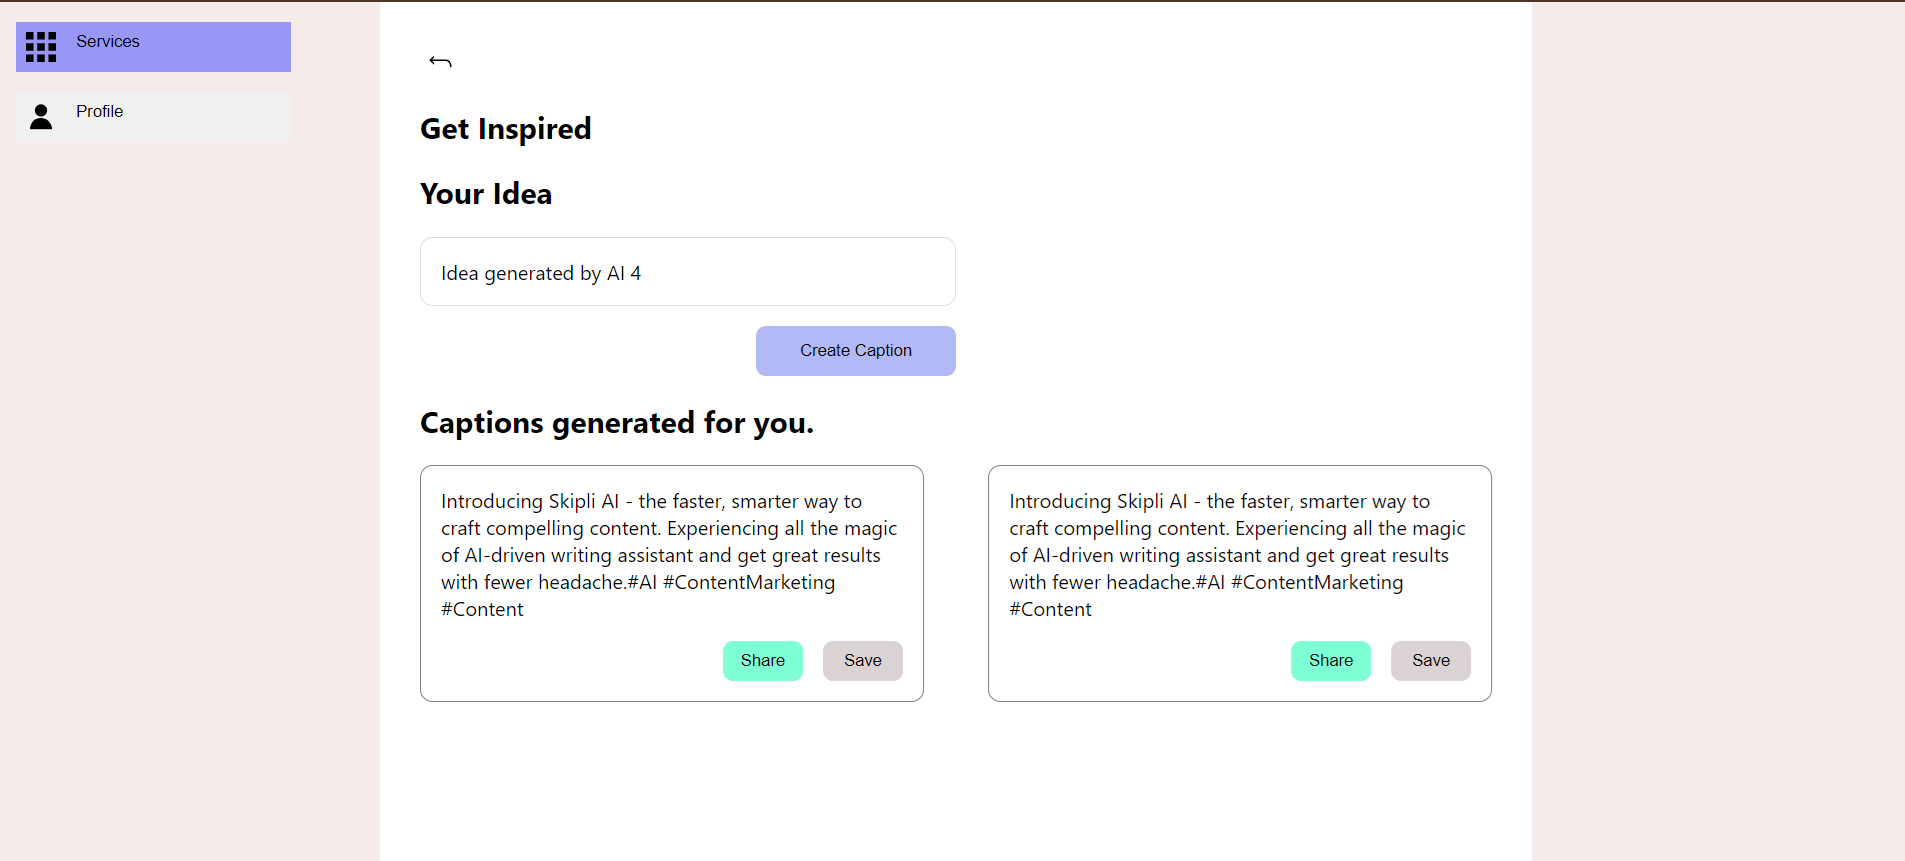 Services
Profile
Get Inspired
Your Idea
Idea generated by AI 4
Create Caption
Captions generated for you.
Introducing Skipli AI - the faster, smarter way to
craft compelling content. Experiencing all the magic
of AI-driven writing assistant and get great results
with fewer headache.#AI #ContentMarketing
#Content
Share
Save
Introducing Skipli AI - the faster, smarter way to
craft compelling content. Experiencing all the magic
of AI-driven writing assistant and get great results
with fewer headache.#AI #ContentMarketing
#Content
Share
Save